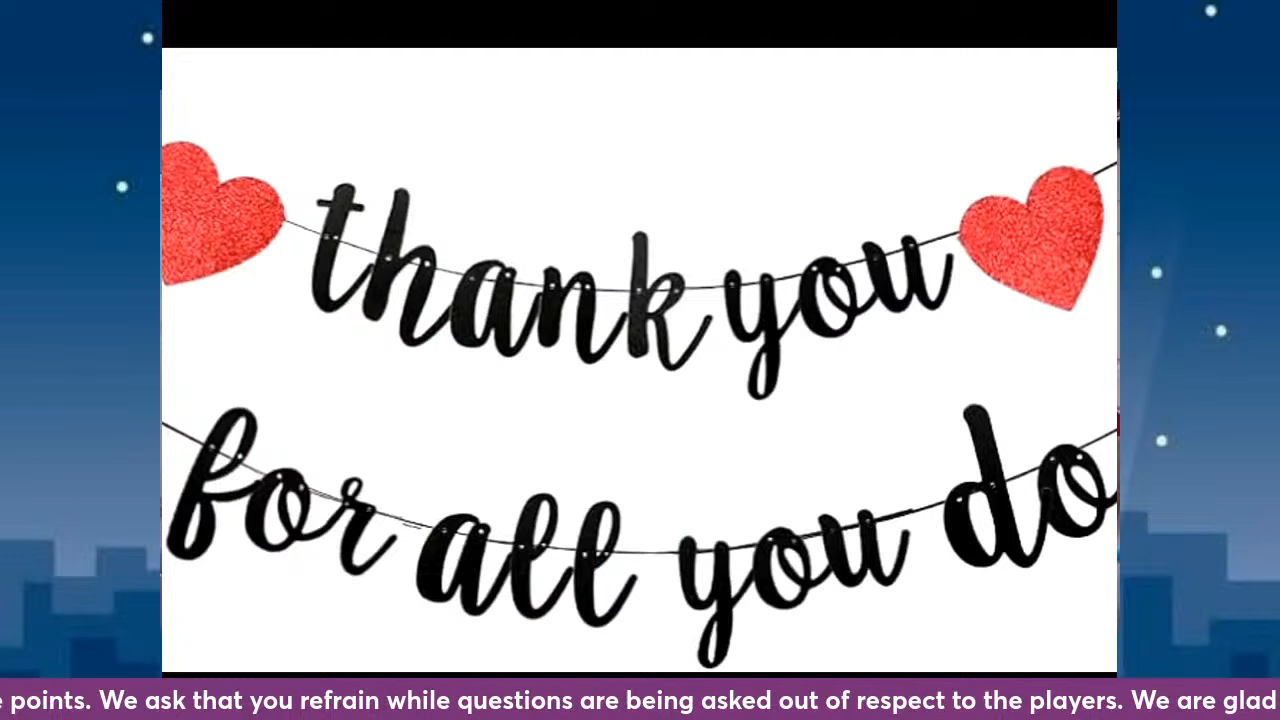 thank you
for all you do
points. We ask that you refrain while questions are being asked out of respect to the players. We are glad